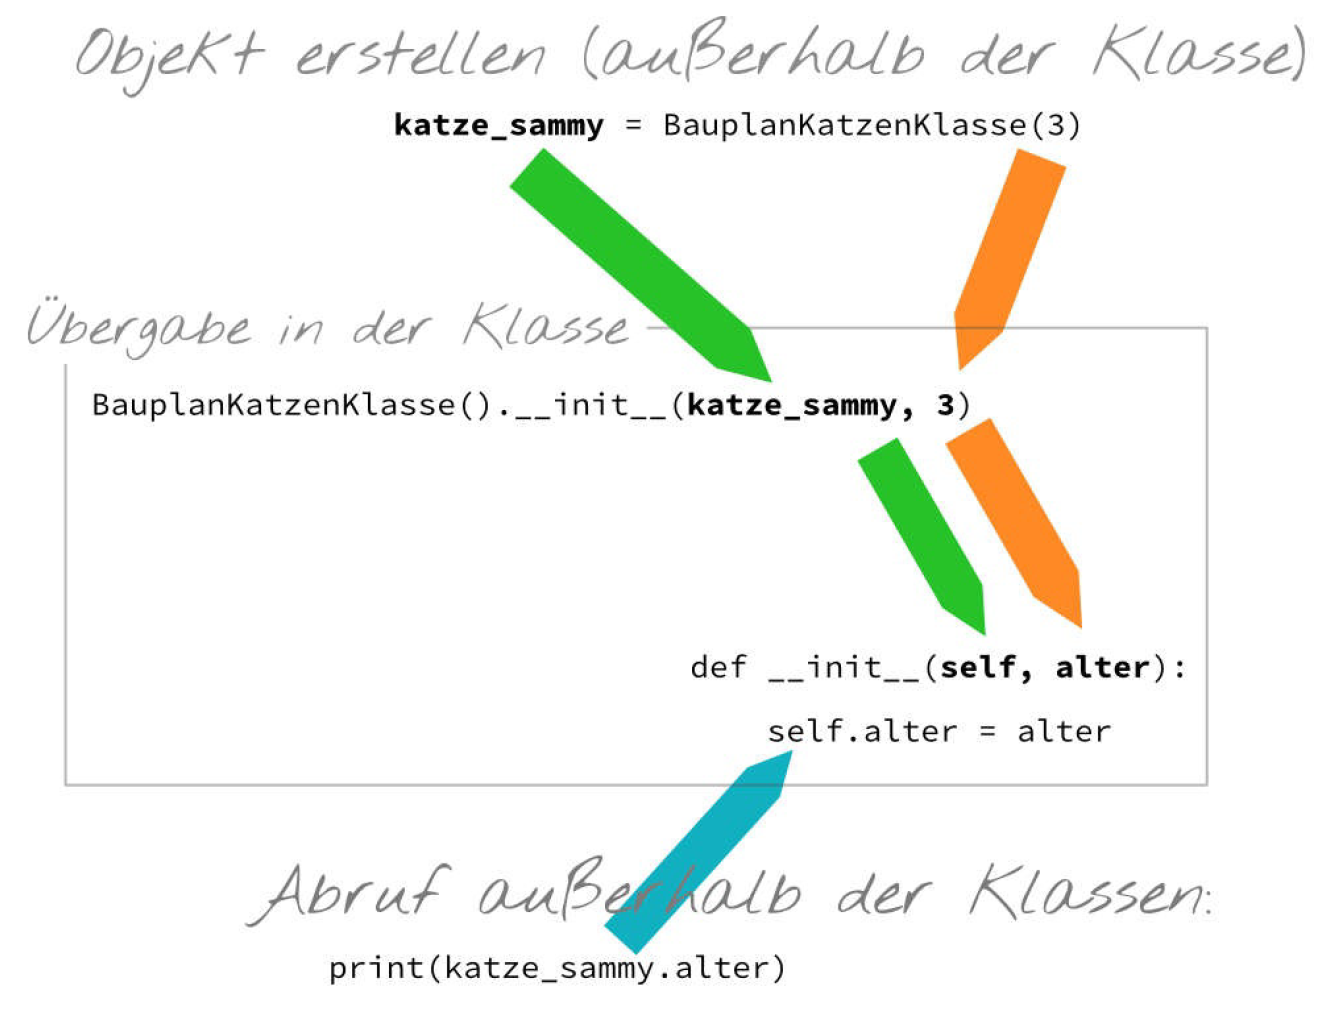 Objekt erstellen (außerhalb der Klasse)
katze_sammy = BauplanKatzenKlasse(3)
Übergabe in der Klasse
BauplanKatzenKlasse().__init__(katze_sammy, 3)
def __init__(self, alter):
self.alter = alter
Abruf außerhalb der Klassen:
print(katze_sammy.alter)